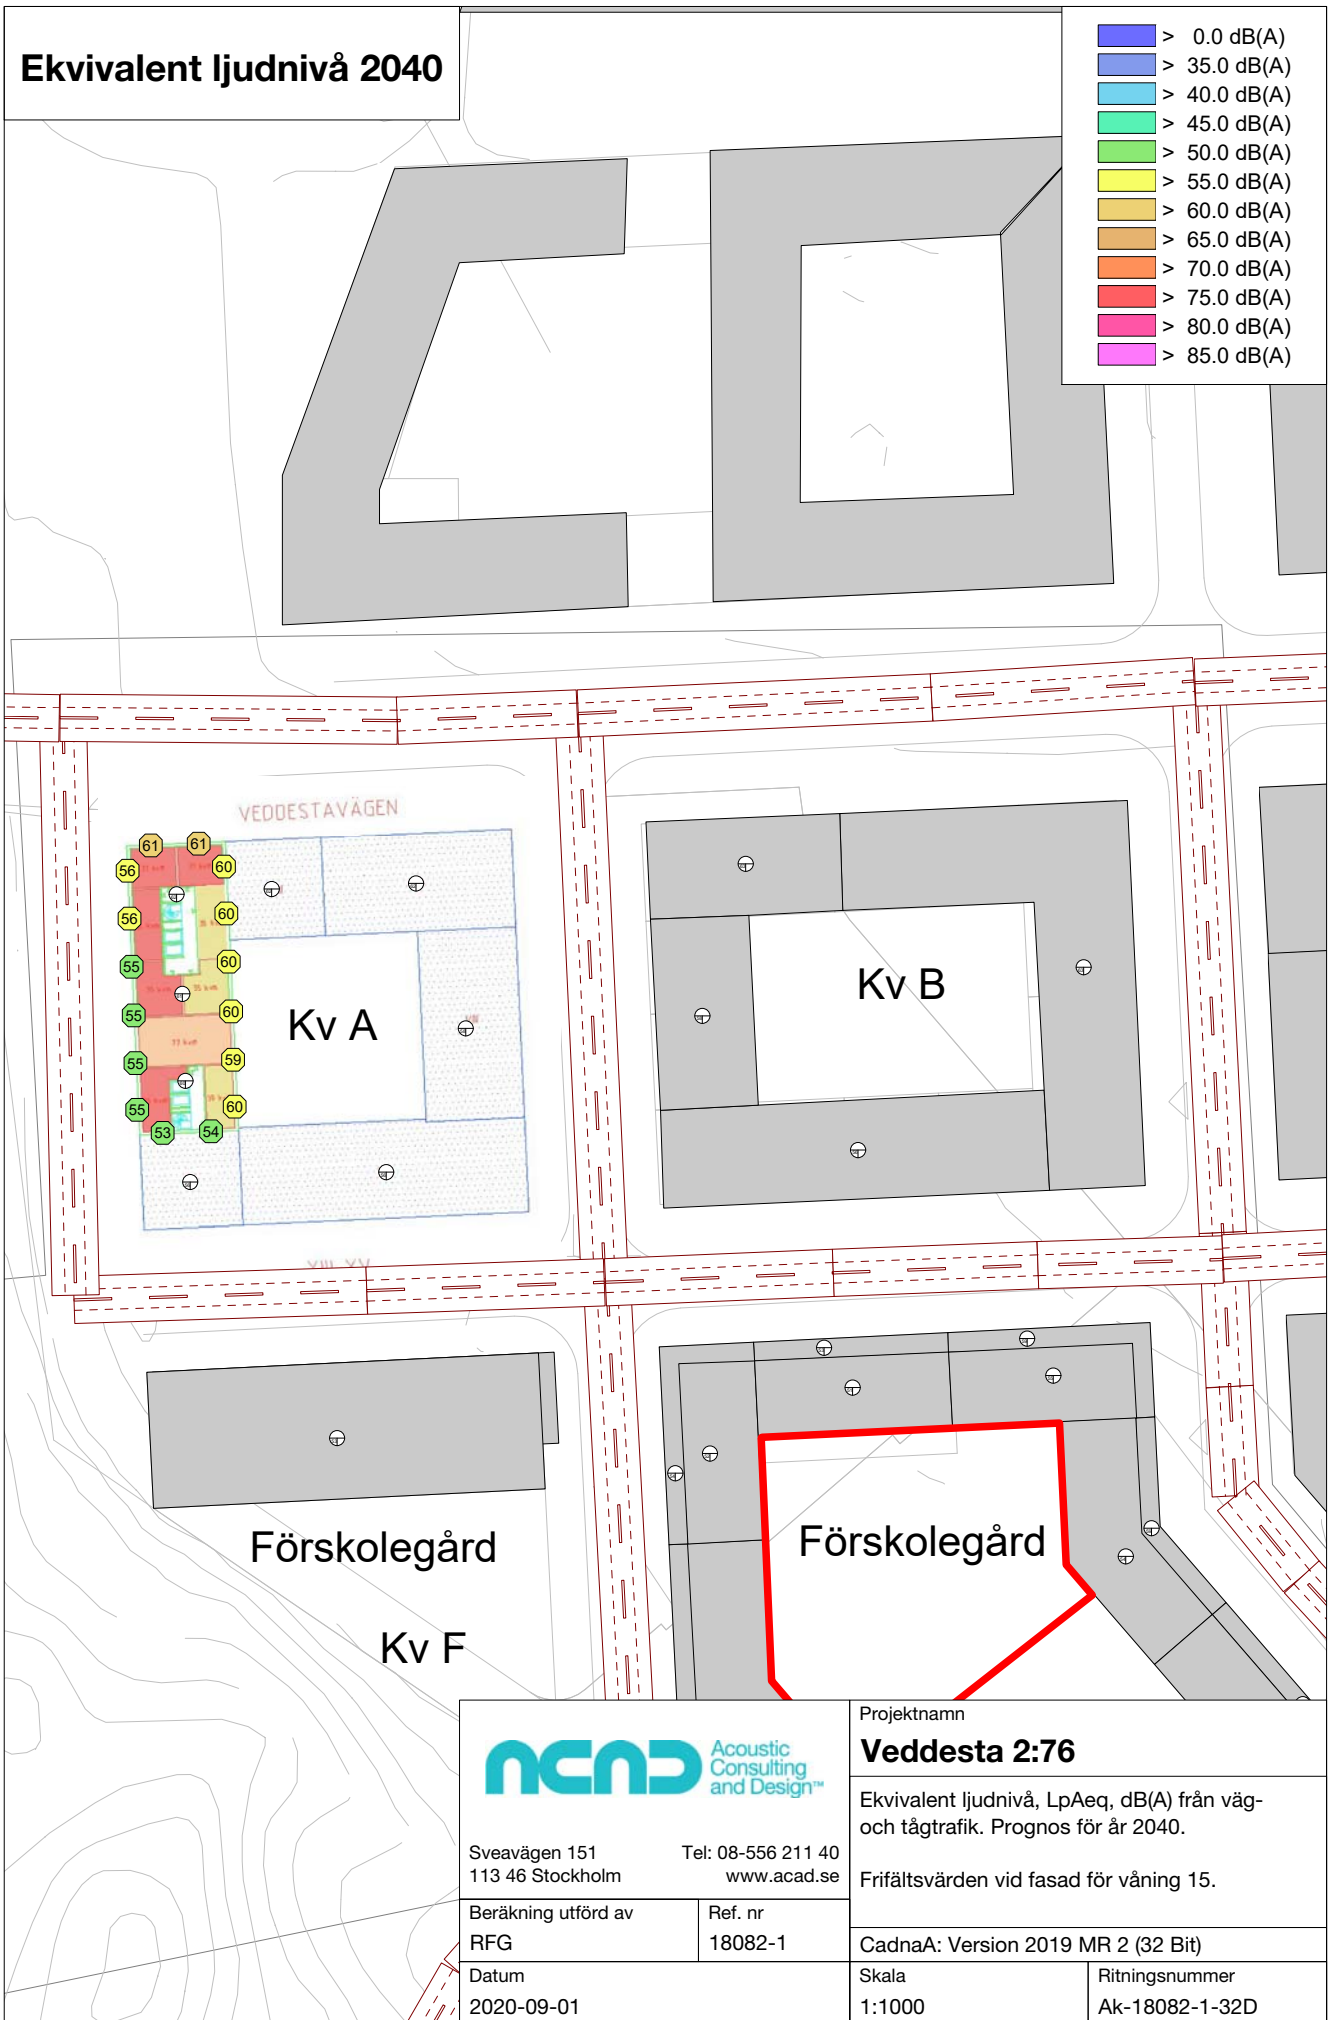 Ekvivalent ljudnivå 2040
> 0.0 dB(A)
> 35.0 dB(A)
> 40.0 dB(A)
> 45.0 dB(A)
> 50.0 dB(A)
> 55.0 dB(A)
> 60.0 dB(A)
> 65.0 dB(A)
> 70.0 dB(A)
> 75.0 dB(A)
> 80.0 dB(A)
> 85.0 dB(A)
VEDDESTAVÄGEN
61 61
56 60
56 60
55 60
55 60
55 59
55 60
53 54
Kv A
Kv B
Förskolegård
Förskolegård
Kv F
ACAD
Acoustic
Consulting
and Design™
Sveavägen 151
113 46 Stockholm
Tel: 08-556 211 40
www.acad.se
Beräkning utförd av
RFG
Ref. nr
18082-1
Datum
2020-09-01
Projektnamn
Veddesta 2:76
Ekvivalent ljudnivå, LpAeq, dB(A) från väg-
och tågtrafik. Prognos för år 2040.
Frifältsvärden vid fasad för våning 15.
CadnaA: Version 2019 MR 2 (32 Bit)
Skala
1:1000
Ritningsnummer
Ak-18082-1-32D